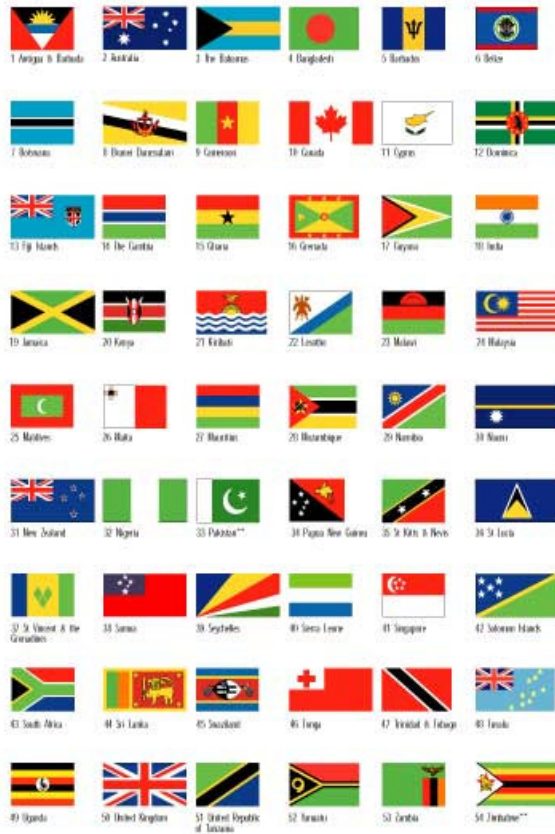 1 Antigua & Barbuda
2 Australia
3 The Bahamas
4 Bangladesh
5 Barbados
6 Belize
7 Botswana
8 Brunei Darussalam
9 Cameroon
10 Canada
11 Cyprus
12 Dominica
13 Fiji Islands
14 The Gambia
15 Ghana
16 Grenada
17 Guyana
18 India
19 Jamaica
20 Kenya
21 Kiribati
22 Lesotho
23 Malawi
24 Malaysia
25 Maldives
26 Malta
27 Mauritius
28 Mozambique
29 Namibia
30 Nauru
31 New Zealand
32 Nigeria
33 Pakistan**
34 Papua New Guinea
35 St Kitts & Nevis
36 St Lucia
37 St Vincent & the
Grenadines
38 Samoa
39 Seychelles
40 Sierra Leone
41 Singapore
42 Solomon Islands
43 South Africa
44 Sri Lanka
45 Swaziland
46 Tonga
47 Trinidad & Tobago
48 Tuvalu
49 Uganda
50 United Kingdom
51 United Republic
of Tanzania
52 Vanuatu
53 Zambia
54 Zimbabwe**